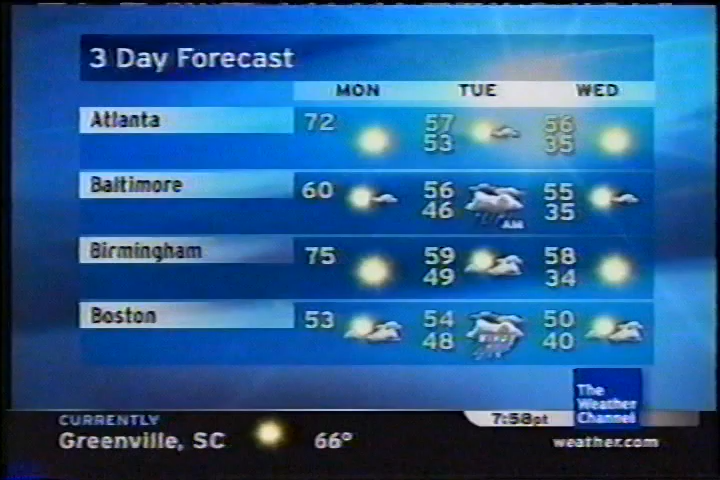 3 Day Forecast
MON TUE WED
Atlanta 72 57 53 56 35
Baltimore 60 56 46 AM 55 35
Birmingham 75 59 49 58 34
Boston 53 54 48 WINDY 50 40
The
Weather
Channel
CURRENTLY 7:58pt
Greenville, SC 66° weather.com